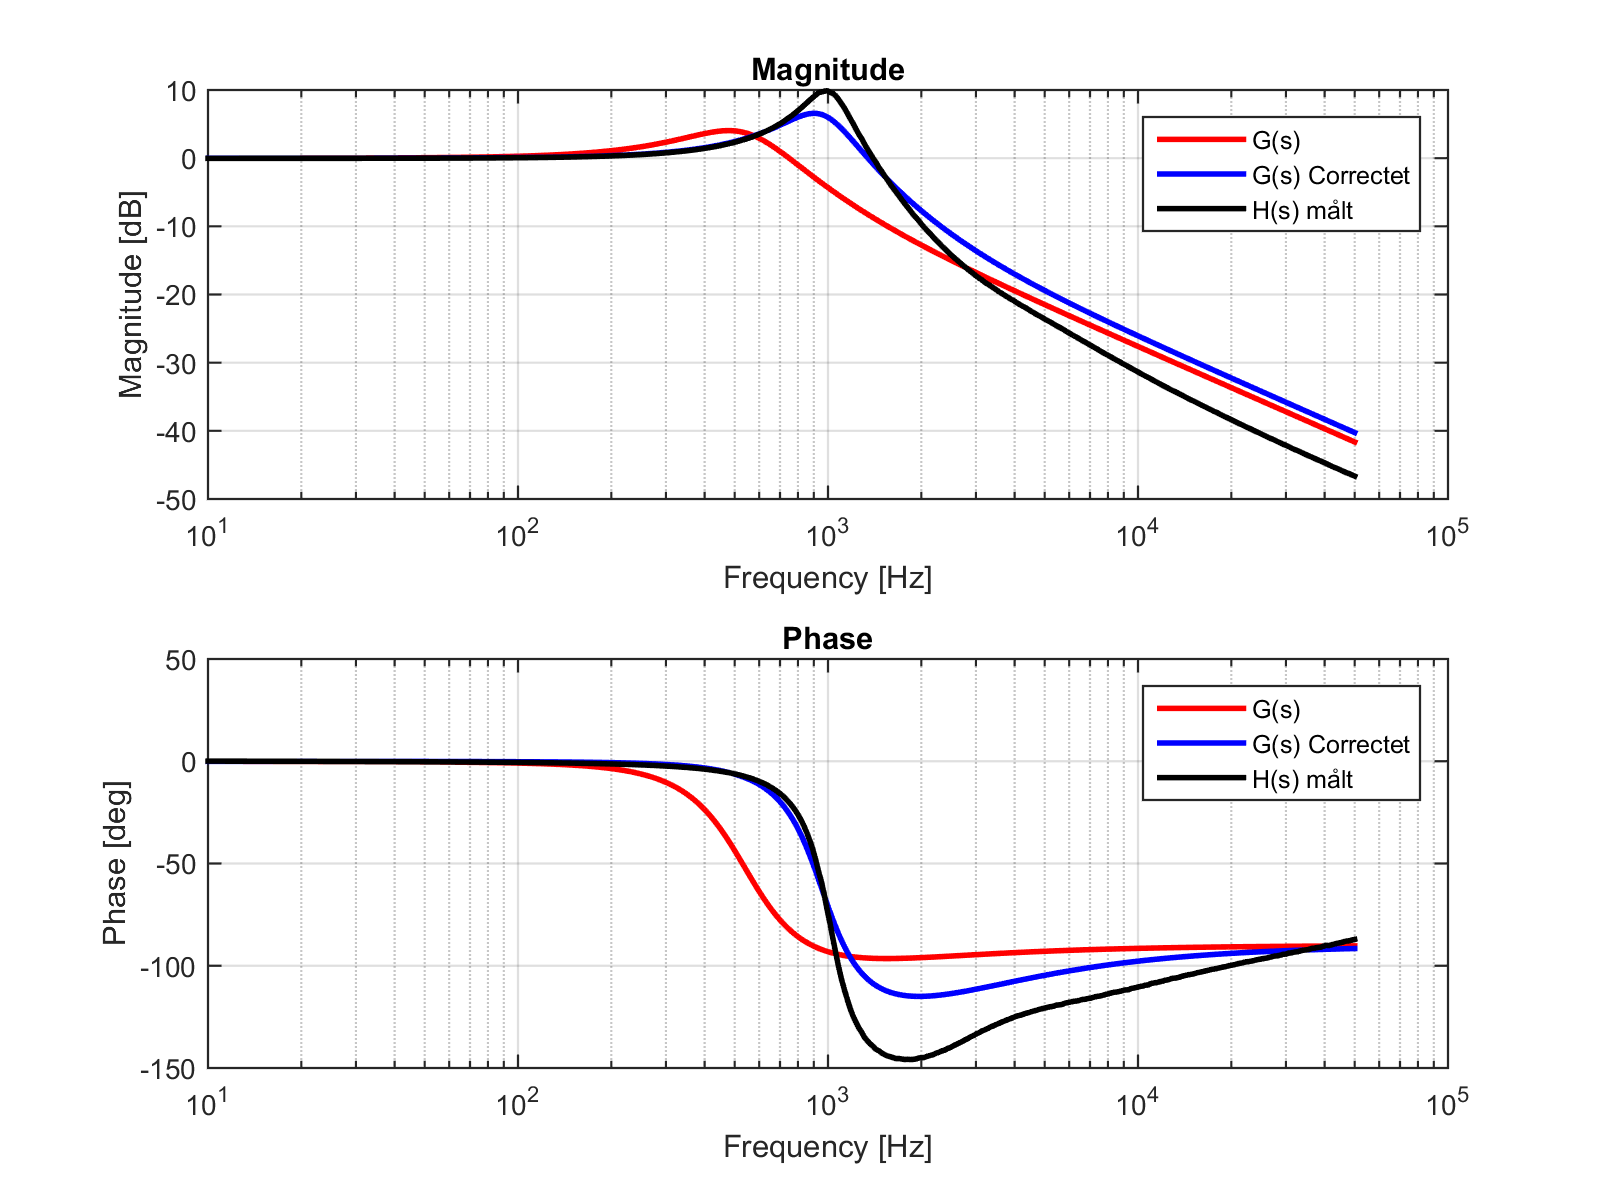 Magnitude
Magnitude [dB]
10
0
-10
-20
-30
-40
-50
10^1
10^2
10^3
10^4
10^5
Frequency [Hz]
G(s)
G(s) Correctet
H(s) målt
Phase
Phase [deg]
50
0
-50
-100
-150
10^1
10^2
10^3
10^4
10^5
Frequency [Hz]
G(s)
G(s) Correctet
H(s) målt